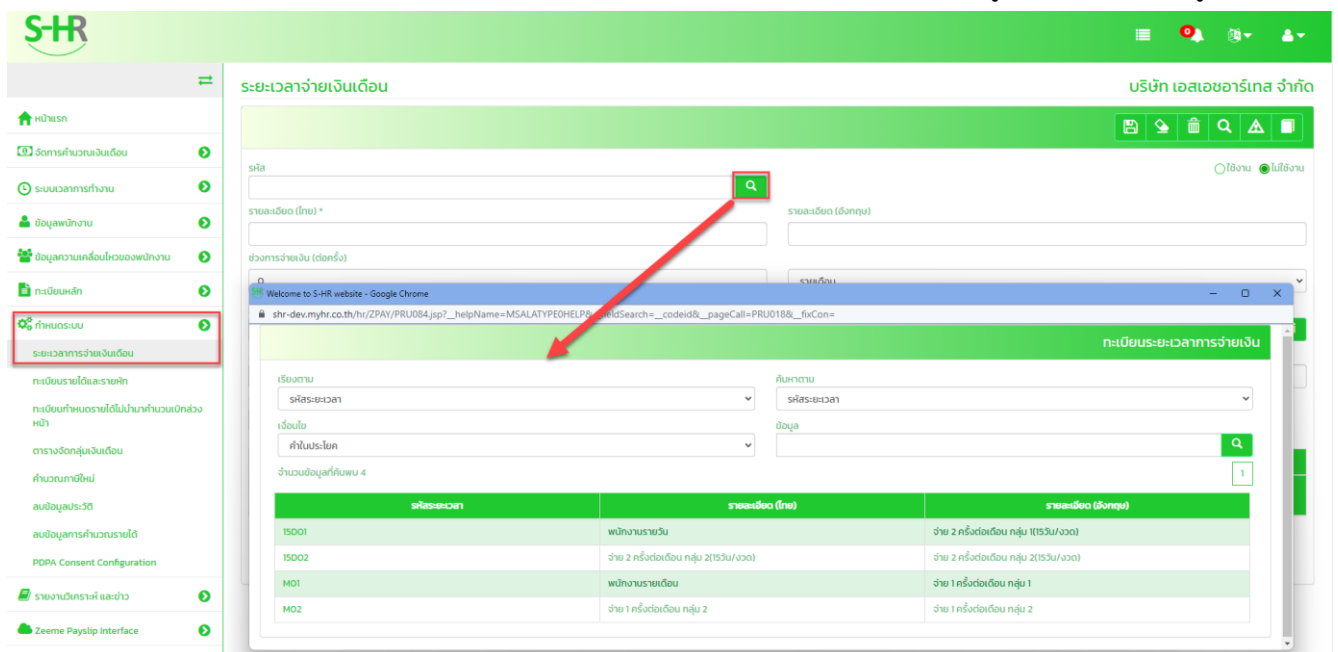 S-HR
0
ระยะเวลาจ่ายเงินเดือน
บริษัท เอสเอชอาร์เทส จำกัด
หน้าแรก
จัดการคำนวณเงินเดือน
ระบบเวลาการทำงาน
ข้อมูลพนักงาน
ข้อมูลความเคลื่อนไหวของพนักงาน
ทะเบียนหลัก
กำหนดระบบ
ระยะเวลาการจ่ายเงินเดือน
ทะเบียนรายได้และรายหัก
ทะเบียนกำหนดรายได้ไม่นำมาคำนวนเบิกล่วง
หน้า
ตารางจัดกลุ่มเงินเดือน
คำนวณภาษีใหม่
ลบข้อมูลประวัติ
ลบข้อมูลการคำนวณรายได้
PDPA Consent Configuration
รายงานวิเคราะห์ และข่าว
Zeeme Payslip Interface
รหัส
ใช้งาน ไม่ใช้งาน
รายละเอียด (ไทย) *
รายละเอียด (อังกฤษ)
ช่วงการจ่ายเงิน (ต่อครั้ง)
0
รายเดือน
Welcome to S-HR website - Google Chrome
shr-dev.myhr.co.th/hr/ZPAY/PRU084.jsp?__helpName=MSALATYPE0HELP&__fieldSearch=__codeid&__pageCall=PRU018&__fixCon=
ทะเบียนระยะเวลาการจ่ายเงิน
เรียงตาม
ค้นหาตาม
รหัสระยะเวลา
รหัสระยะเวลา
เงื่อนไข
ข้อมูล
คำในประโยค
จำนวนข้อมูลที่ค้นพบ 4
1
รหัสระยะเวลา
รายละเอียด (ไทย)
รายละเอียด (อังกฤษ)
15D01
พนักงานรายวัน
จ่าย 2 ครั้งต่อเดือน กลุ่ม 1(15วัน/งวด)
15D02
จ่าย 2 ครั้งต่อเดือน กลุ่ม 2(15วัน/งวด)
จ่าย 2 ครั้งต่อเดือน กลุ่ม 2(15วัน/งวด)
M01
พนักงานรายเดือน
จ่าย 1 ครั้งต่อเดือน กลุ่ม 1
M02
จ่าย 1 ครั้งต่อเดือน กลุ่ม 2
จ่าย 1 ครั้งต่อเดือน กลุ่ม 2